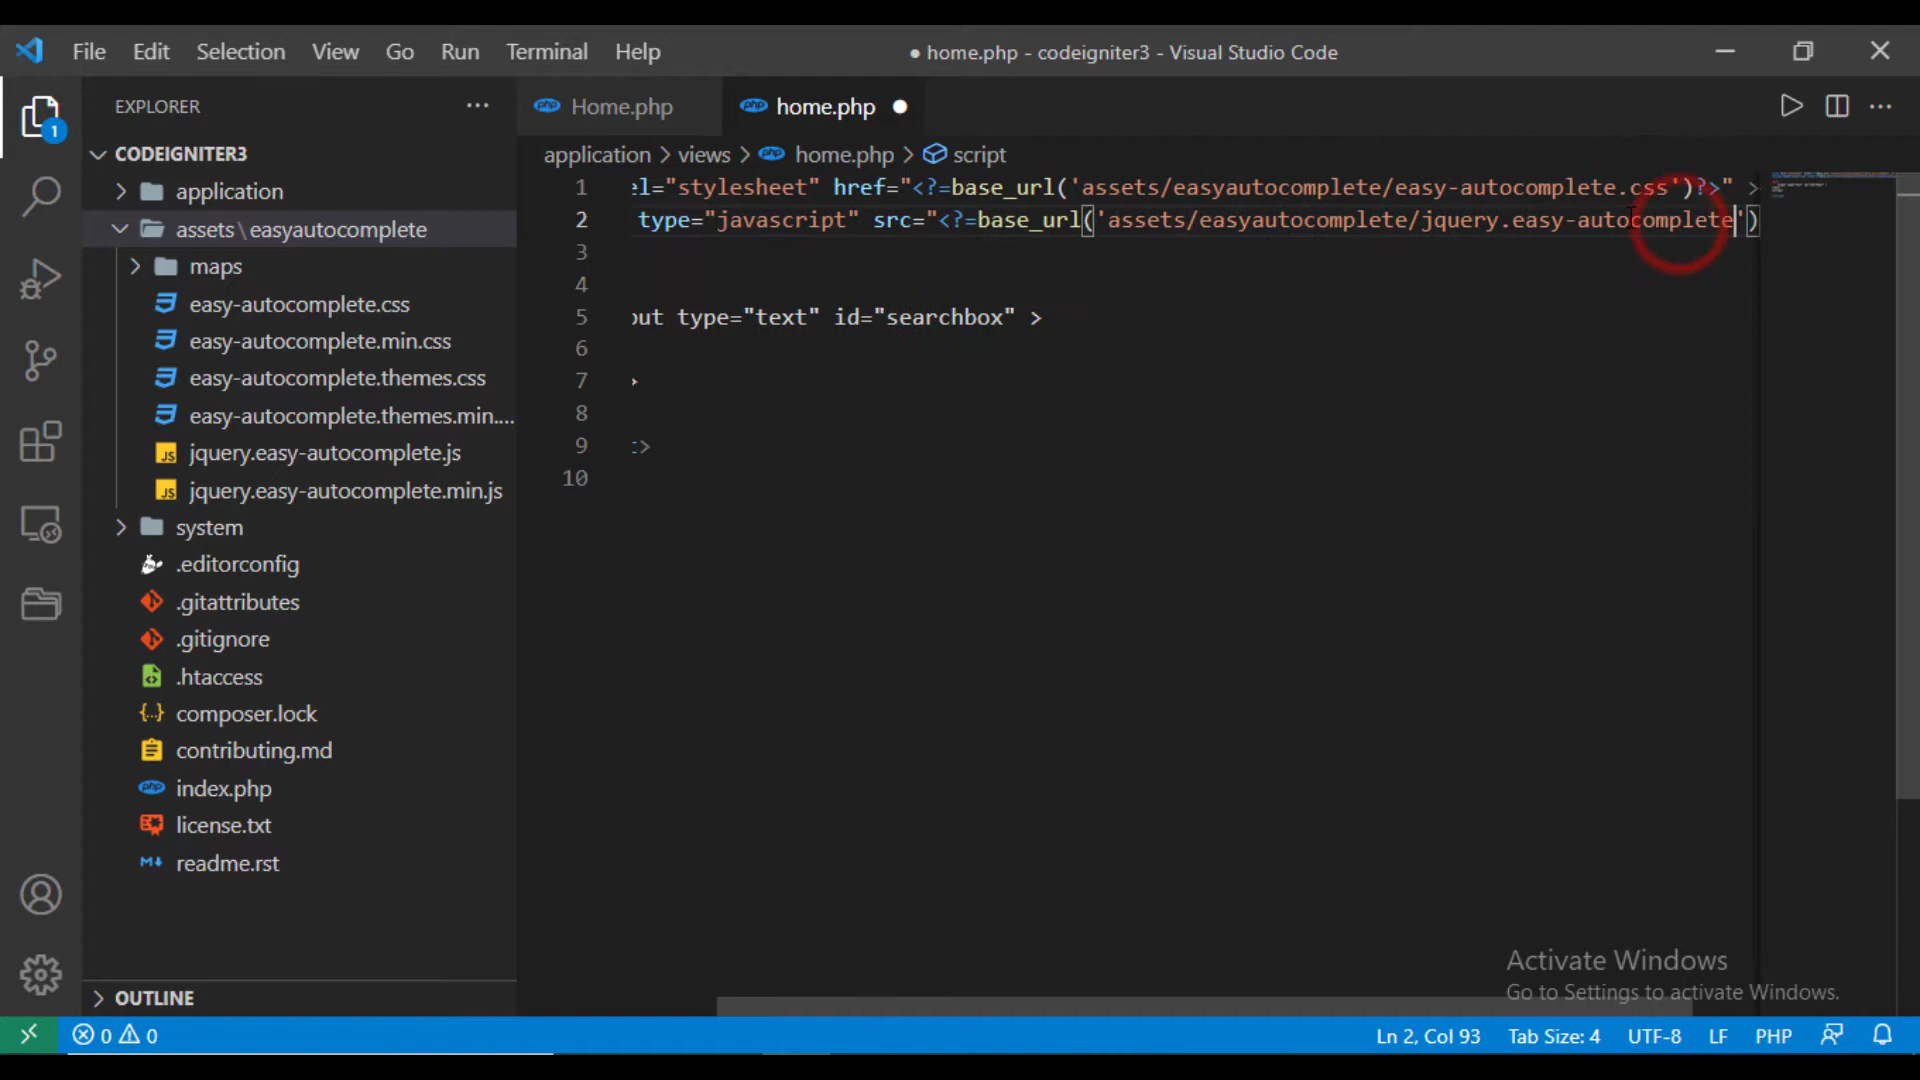 File Edit Selection View Go Run Terminal Help
● home.php - codeigniter3 - Visual Studio Code
EXPLORER
CODEIGNITER3
application
assets\easyautocomplete
maps
easy-autocomplete.css
easy-autocomplete.min.css
easy-autocomplete.themes.css
easy-autocomplete.themes.min....
jquery.easy-autocomplete.js
jquery.easy-autocomplete.min.js
system
.editorconfig
.gitattributes
.gitignore
.htaccess
composer.lock
contributing.md
index.php
license.txt
readme.rst
OUTLINE
Home.php
home.php
application > views > home.php > script
1 el="stylesheet" href="<?=base_url('assets/easyautocomplete/easy-autocomplete.css')?>" >
2 type="javascript" src="<?=base_url('assets/easyautocomplete/jquery.easy-autocomplete')
3
4
5 put type="text" id="searchbox" >
6
7 >
8
9 t>
10
Activate Windows
Go to Settings to activate Windows.
0 0
Ln 2, Col 93 Tab Size: 4 UTF-8 LF PHP